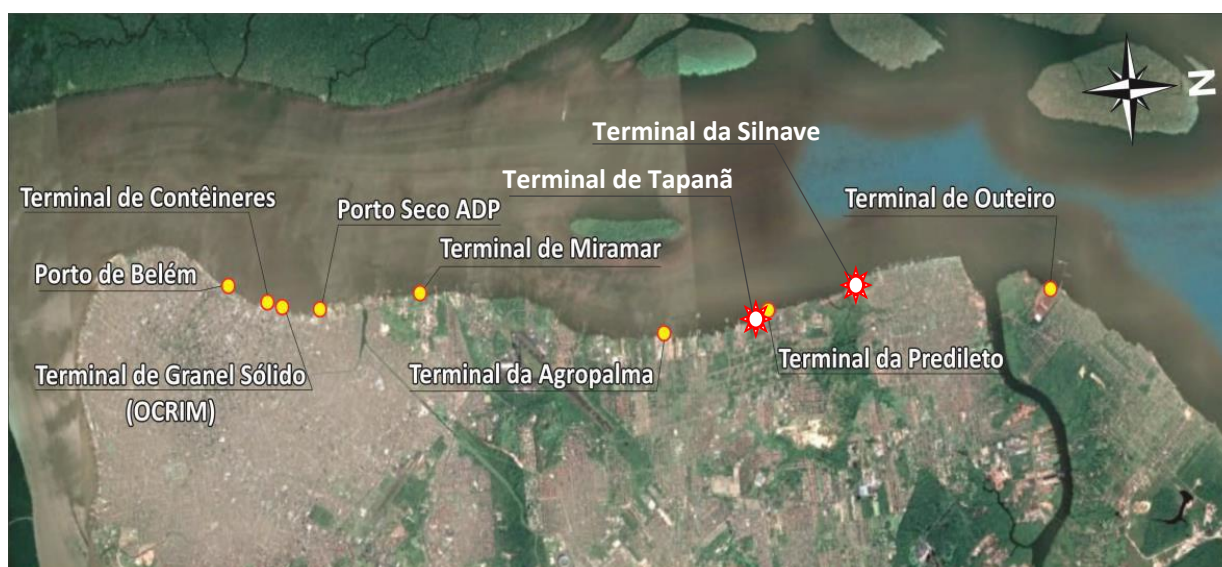 Terminal da Silnave
N
Terminal de Tapanã
Terminal de Contêineres
Porto Seco ADP
Terminal de Outeiro
Terminal de Miramar
Porto de Belém
Terminal de Granel Sólido
(OCRIM)
Terminal da Agropalma
Terminal da Predileto